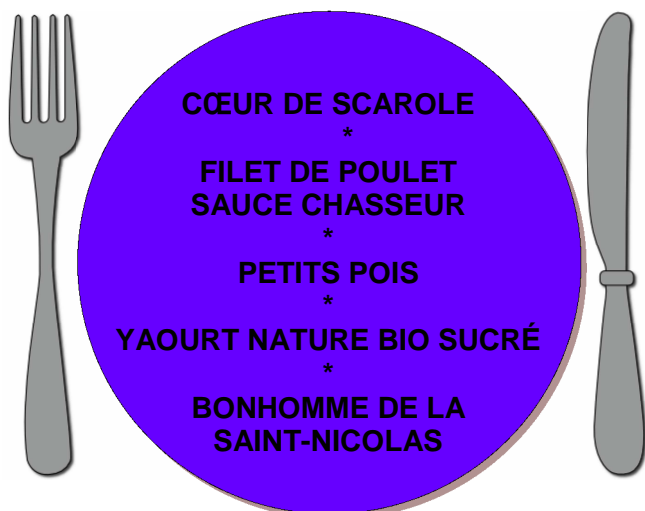 CŒUR DE SCAROLE
*
FILET DE POULET
SAUCE CHASSEUR
*
PETITS POIS
*
YAOURT NATURE BIO SUCRÉ
*
BONHOMME DE LA
SAINT-NICOLAS